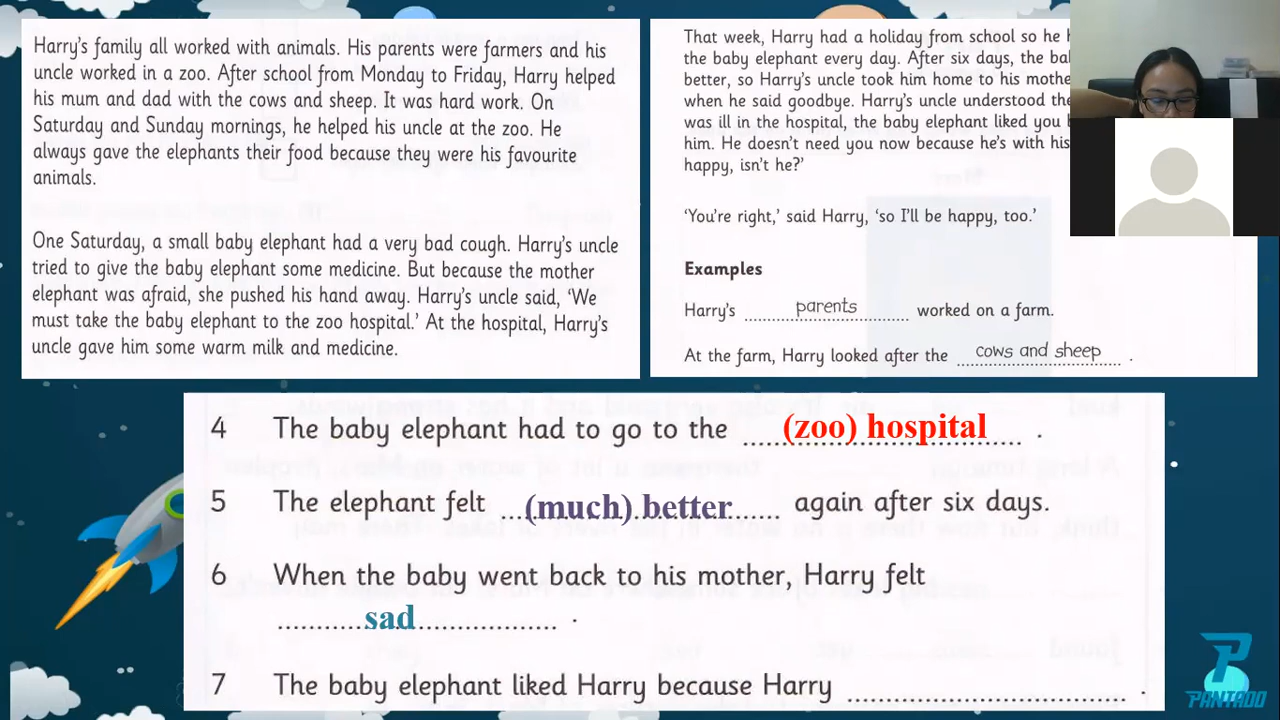 Harry's family all worked with animals. His parents were farmers and his
uncle worked in a zoo. After school from Monday to Friday, Harry helped
his mum and dad with the cows and sheep. It was hard work. On
Saturday and Sunday mornings, he helped his uncle at the zoo. He
always gave the elephants their food because they were his favourite
animals.
One Saturday, a small baby elephant had a very bad cough. Harry's uncle
tried to give the baby elephant some medicine. But because the mother
elephant was afraid, she pushed his hand away. Harry's uncle said, 'We
must take the baby elephant to the zoo hospital.' At the hospital, Harry's
uncle gave him some warm milk and medicine.
That week, Harry had a holiday from school so he
the baby elephant every day. After six days, the
better, so Harry's uncle took him home to his
when he said goodbye. Harry's uncle understood
was ill in the hospital, the baby elephant liked you
him. He doesn't need you now because he's with his
happy, isn't he?'
'You're right,' said Harry, 'so I'll be happy, too.'
Examples
Harry's parents worked on a farm.
At the farm, Harry looked after the cows and sheep .
4 The baby elephant had to go to the (zoo) hospital .
5 The elephant felt (much) better again after six days.
6 When the baby went back to his mother, Harry felt
sad .
7 The baby elephant liked Harry because Harry .
PANTADO